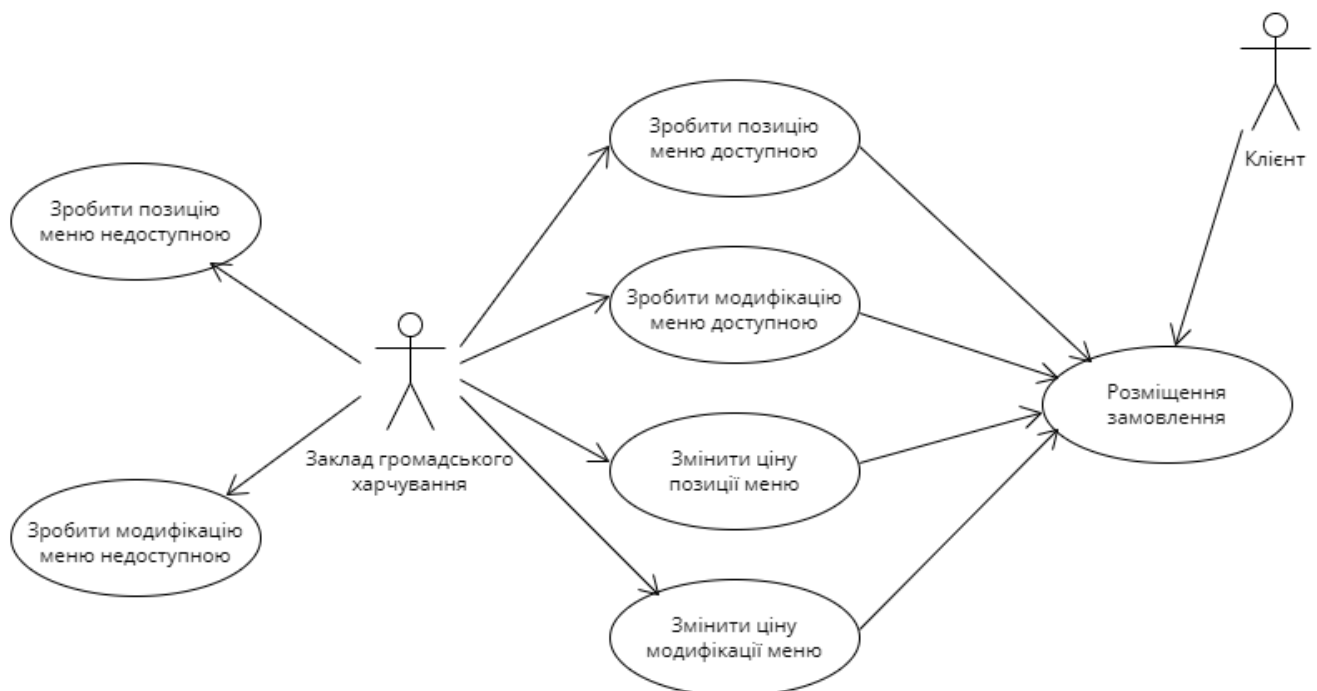 Клієнт
Зробити позицію
меню доступною
Зробити позицію
меню недоступною
Зробити модифікацію
меню доступною
Розміщення
замовлення
Заклад громадського
харчування
Змінити ціну
позиції меню
Зробити модифікацію
меню недоступною
Змінити ціну
модифікації меню